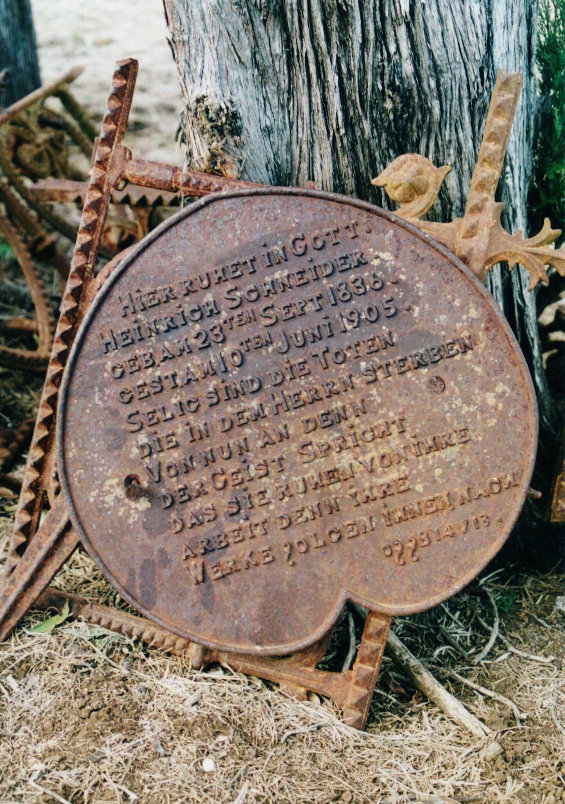 HIER RUHET IN GOTT.
HEINRICH SCHNEIDER.
GEB AM 23TEN SEPT 1836.
GEST AM 10TEN JUNI 1905
SELIG SIND DIE TOTEN
DIE IN DEM HERRN STERBEN
VON NUN AN DENN
DER GEIST SPRICHT
DAS SIE RUHEN VON IHRE
ARBEIT DENN IHRE
WERKE FOLGEN IHNEN NACH
OFFB 14/13.